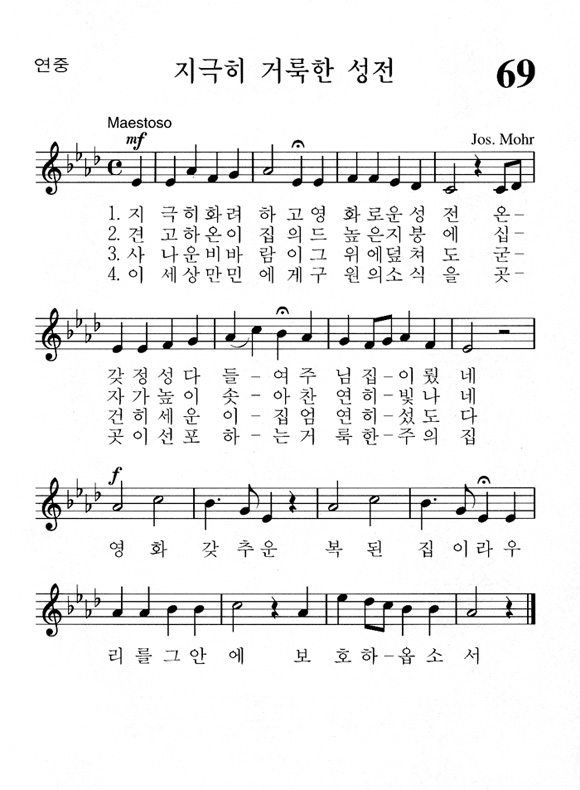 연중
지극히 거룩한 성전
69
Maestoso
mf
Jos. Mohr
1. 지 극히화려 하 고영 화로운성 전 온-
2. 견 고하온이 집 의드 높은지붕 에 십-
3. 사 나운비바 람 이그 위에덮쳐 도 굳-
4. 이 세상만민 에 게구 원의소식 을 곳-
갖정성다 들-여주 님집-이뤘 네
자가높이 솟-아찬 연히-빛나 네
건히세운 이-집엄 연히-섰도 다
곳이선포 하-는거 룩한-주의 집
f
영 화 갖 추운 복 된 집 이라우
리를그안 에 보 호하-옵소 서